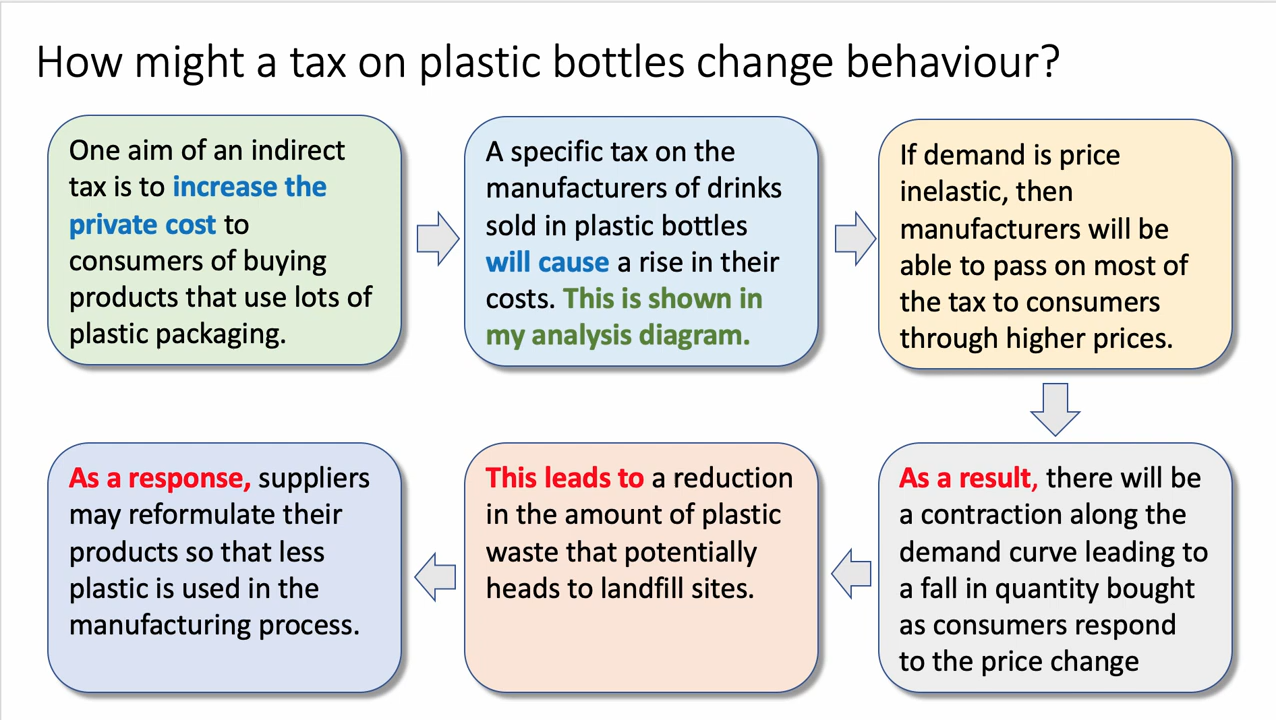 How might a tax on plastic bottles change behaviour?
One aim of an indirect
tax is to increase the
private cost to
consumers of buying
products that use lots of
plastic packaging.
A specific tax on the
manufacturers of drinks
sold in plastic bottles
will cause a rise in their
costs. This is shown in
my analysis diagram.
If demand is price
inelastic, then
manufacturers will be
able to pass on most of
the tax to consumers
through higher prices.
As a result, there will be
a contraction along the
demand curve leading to
a fall in quantity bought
as consumers respond
to the price change
This leads to a reduction
in the amount of plastic
waste that potentially
heads to landfill sites.
As a response, suppliers
may reformulate their
products so that less
plastic is used in the
manufacturing process.